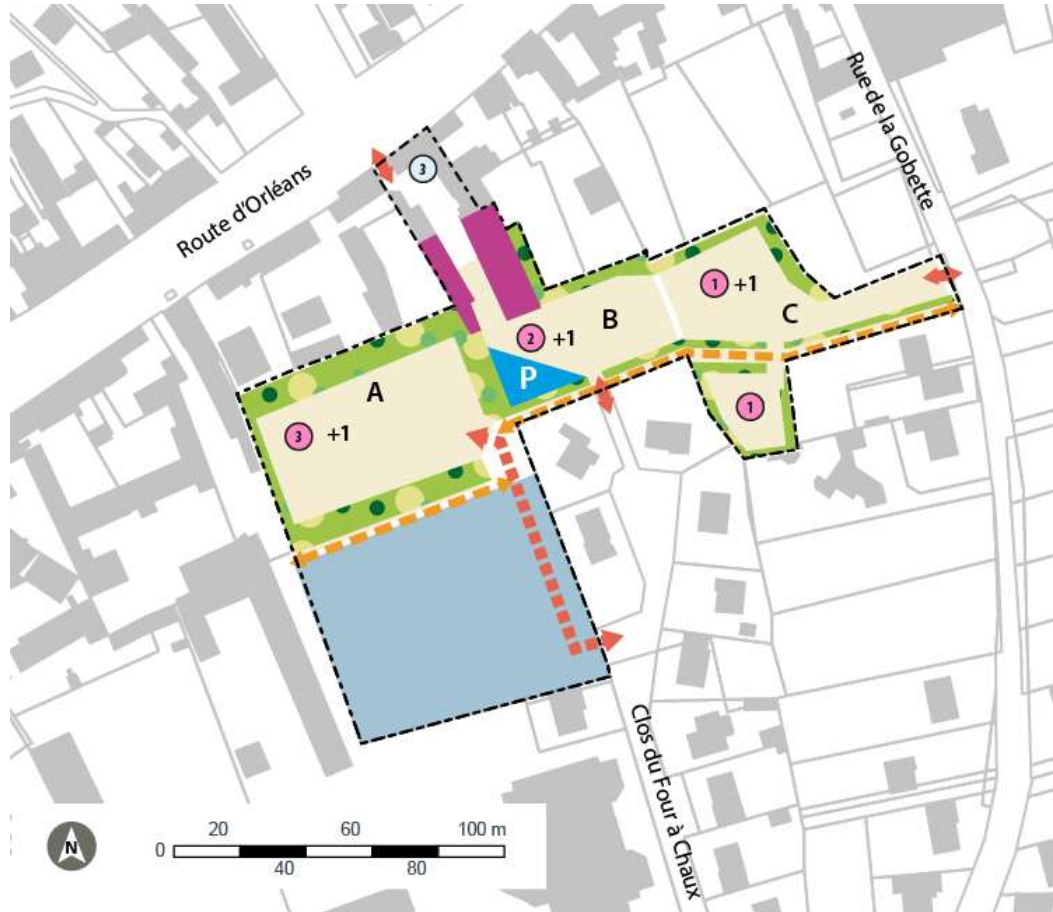 Rue de la Gobette
Route d'Orléans
3
1 +1
C
B
2 +1
P
A
1
3 +1
Clos du Four à Chaux
N
0 20 60 100 m
40 80